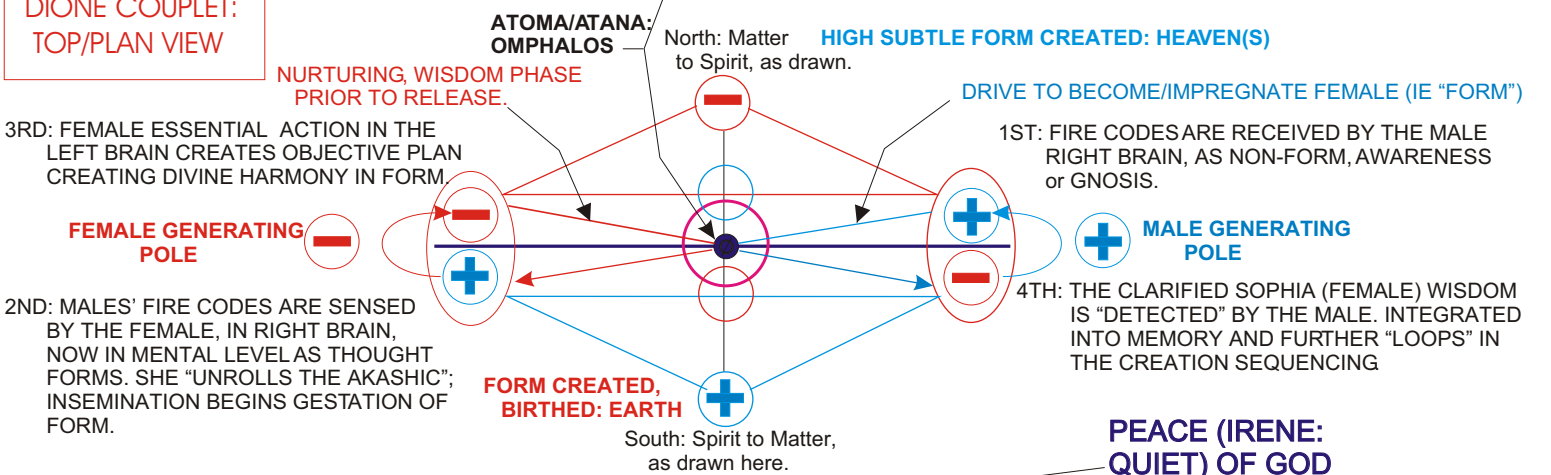 DIONE COUPLET:
TOP/PLAN VIEW
ATOMA/ATANA:
OMPHALOS
North: Matter
to Spirit, as drawn.
HIGH SUBTLE FORM CREATED: HEAVEN(S)
NURTURING, WISDOM PHASE
PRIOR TO RELEASE.
DRIVE TO BECOME/IMPREGNATE FEMALE (IE “FORM”)
3RD: FEMALE ESSENTIAL ACTION IN THE
LEFT BRAIN CREATES OBJECTIVE PLAN
CREATING DIVINE HARMONY IN FORM.
1ST: FIRE CODES ARE RECEIVED BY THE MALE
RIGHT BRAIN, AS NON-FORM, AWARENESS
or GNOSIS.
FEMALE GENERATING
POLE
MALE GENERATING
POLE
2ND: MALES’ FIRE CODES ARE SENSED
BY THE FEMALE, IN RIGHT BRAIN,
NOW IN MENTAL LEVEL AS THOUGHT
FORMS. SHE “UNROLLS THE AKASHIC”;
INSEMINATION BEGINS GESTATION OF
FORM.
4TH: THE CLARIFIED SOPHIA (FEMALE) WISDOM
IS “DETECTED” BY THE MALE. INTEGRATED
INTO MEMORY AND FURTHER “LOOPS” IN
THE CREATION SEQUENCING
FORM CREATED,
BIRTHED: EARTH
South: Spirit to Matter,
as drawn here.
PEACE (IRENE:
QUIET) OF GOD